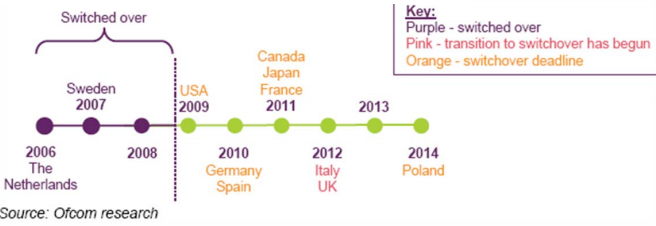 Switched over
Key:
Purple - switched over
Pink - transition to switchover has begun
Orange - switchover deadline
Canada
Japan
France
Sweden
USA
2007
2009
2011
2013
2006
2008
2010
2012
2014
The
Netherlands
Germany
Spain
Italy
UK
Poland
Source: Ofcom research